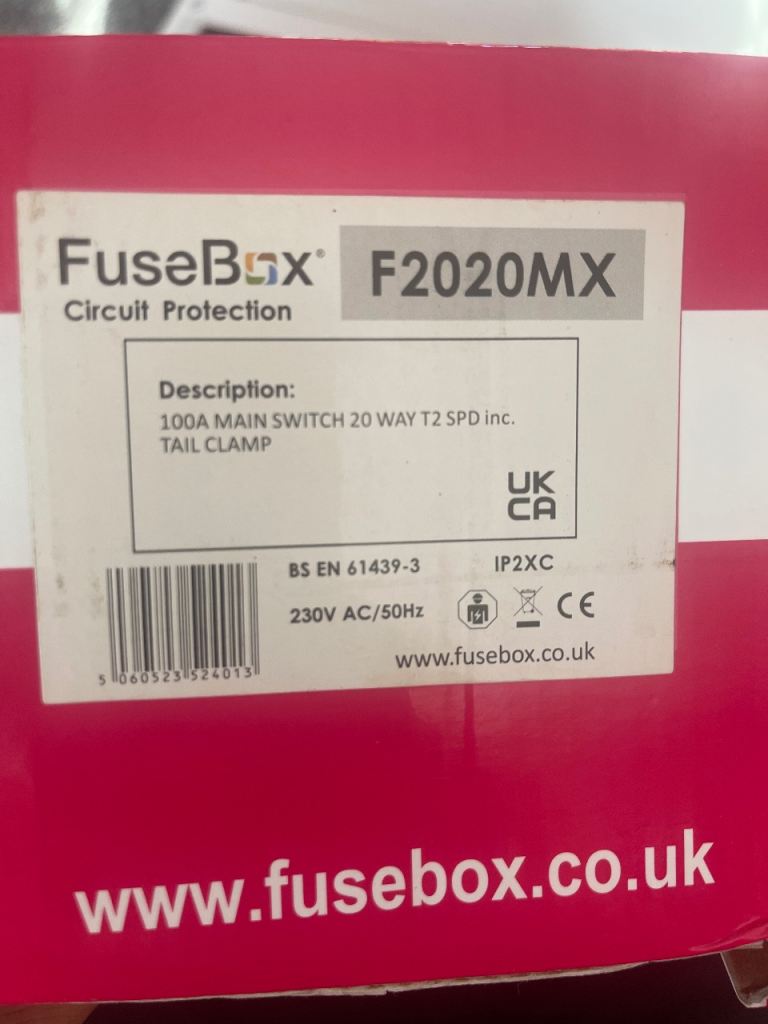 FuseBox®
F2020MX
Circuit Protection
Description:
100A MAIN SWITCH 20 WAY T2 SPD inc.
TAIL CLAMP
UK
CA
BS EN 61439-3
IP2XC
230V AC/50Hz
CE
5 060523 524013
www.fusebox.co.uk
www.fusebox.co.uk